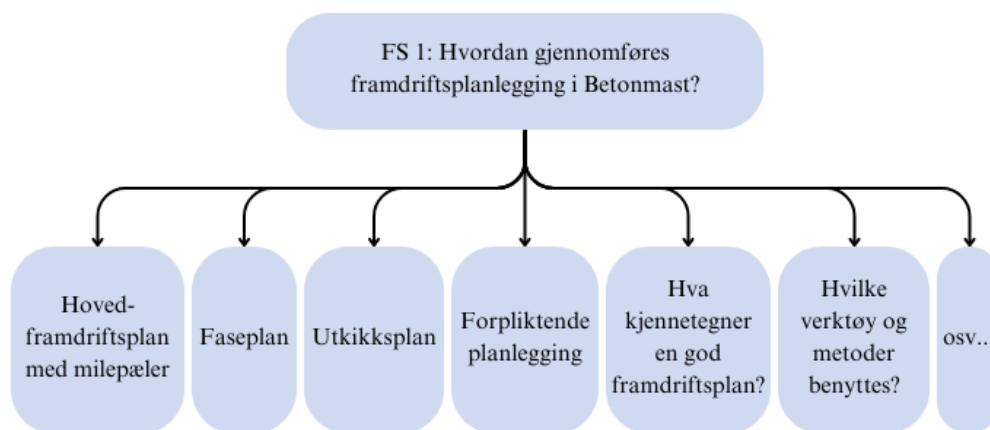 FS 1: Hvordan gjennomføres
framdriftsplanlegging i Betonmast?
Hoved-
framdriftsplan
med milepæler
Faseplan
Utkikksplan
Forpliktende
planlegging
Hva
kjennetegner
en god
framdriftsplan?
Hvilke
verktøy og
metoder
benyttes?
osv...